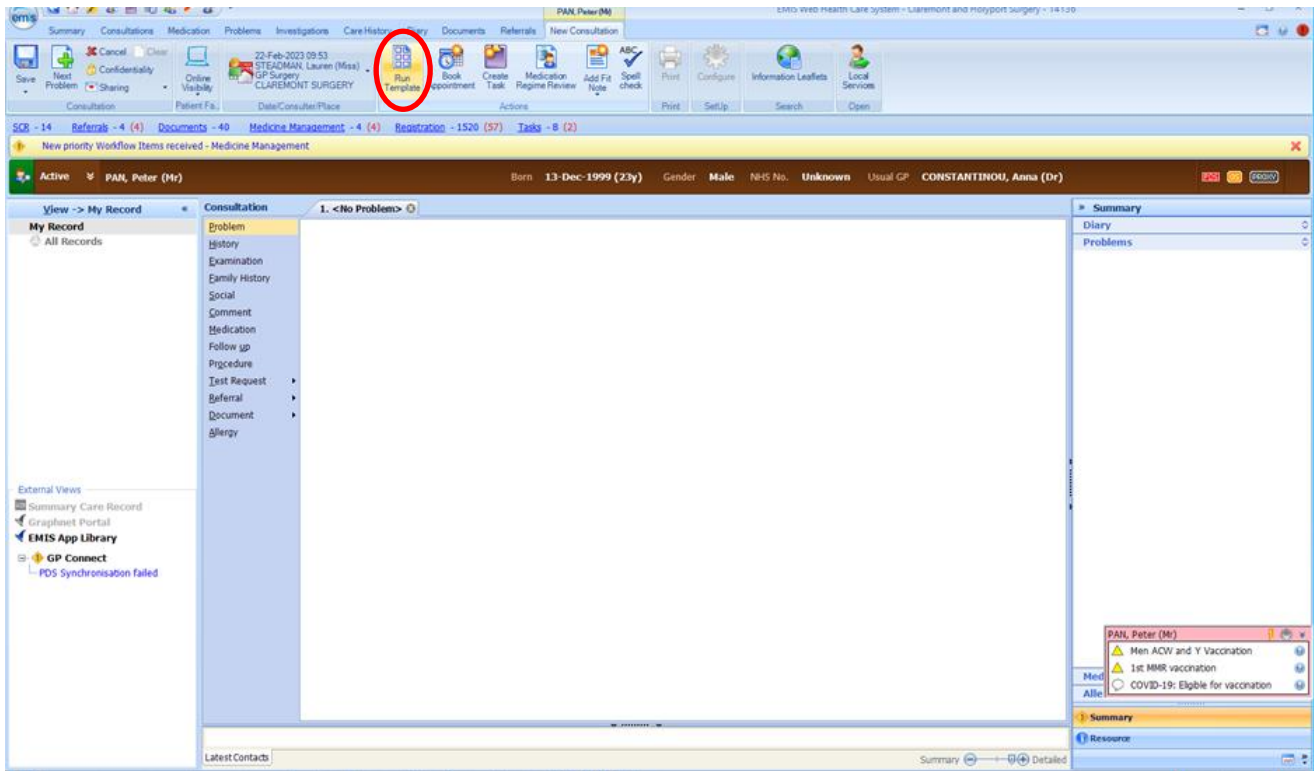 emis
PAN, Peter (Mr)
EMIS Web Health Care System - Claremont and Holyport Surgery - 14136
Summary Consultations Medication Problems Investigations Care History Diary Documents Referrals New Consultation
Save
Next Problem
Cancel Clear
Confidentiality
Sharing
Online Visibility
22-Feb-2023 09:53
STEADMAN, Lauren (Miss)
GP Surgery
CLAREMONT SURGERY
Run Template
Book Appointment
Create Task
Medication Regime Review
Add Fit Note
ABC
Spell check
Print
Configure
Information Leaflets
Local Services
Consultation Patient Fa.. Date/Consulter/Place Actions Print SetUp Search Open
SCR - 14 Referrals - 4 (4) Documents - 40 Medicine Management - 4 (4) Registration - 1520 (57) Tasks - 8 (2)
New priority Workflow Items received - Medicine Management
Active PAN, Peter (Mr) Born 13-Dec-1999 (23y) Gender Male NHS No. Unknown Usual GP CONSTANTINOU, Anna (Dr) PROXY
View -> My Record
My Record
All Records
External Views
Summary Care Record
Graphnet Portal
EMIS App Library
GP Connect
PDS Synchronisation failed
Consultation
1. <No Problem>
Problem
History
Examination
Family History
Social
Comment
Medication
Follow up
Procedure
Test Request
Referral
Document
Allergy
Summary
Diary
Problems
PAN, Peter (Mr)
Men ACW and Y Vaccination
1st MMR vaccination
COVID-19: Eligible for vaccination
Med
Alle
Summary
Resource
Latest Contacts
Summary Detailed